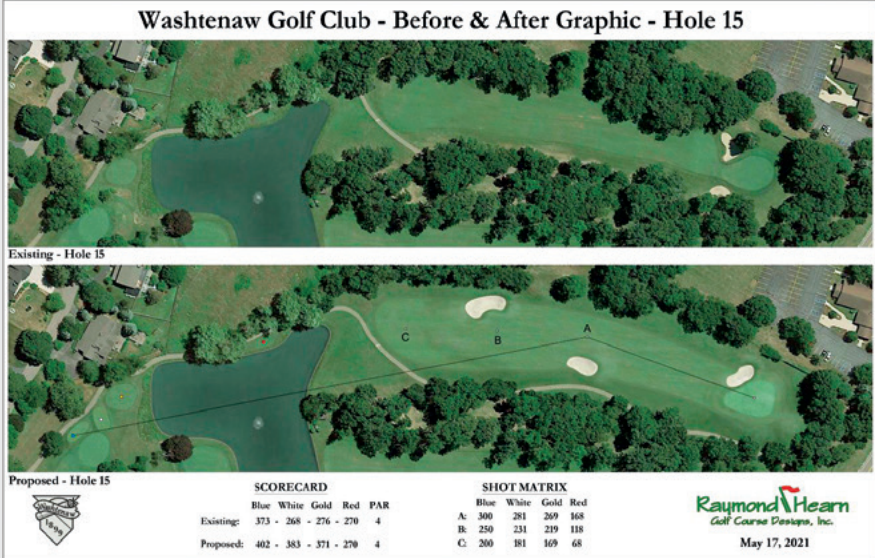 Washtenaw Golf Club - Before & After Graphic - Hole 15
Existing - Hole 15
C
B
A
Proposed - Hole 15
Washtenaw
1899
SCORECARD
Blue White Gold Red PAR
Existing: 373 - 268 - 276 - 270 4
Proposed: 402 - 383 - 371 - 270 4
SHOT MATRIX
Blue White Gold Red
A: 300 281 269 168
B: 250 231 219 118
C: 200 181 169 68
Raymond Hearn
Golf Course Designs, Inc.
May 17, 2021